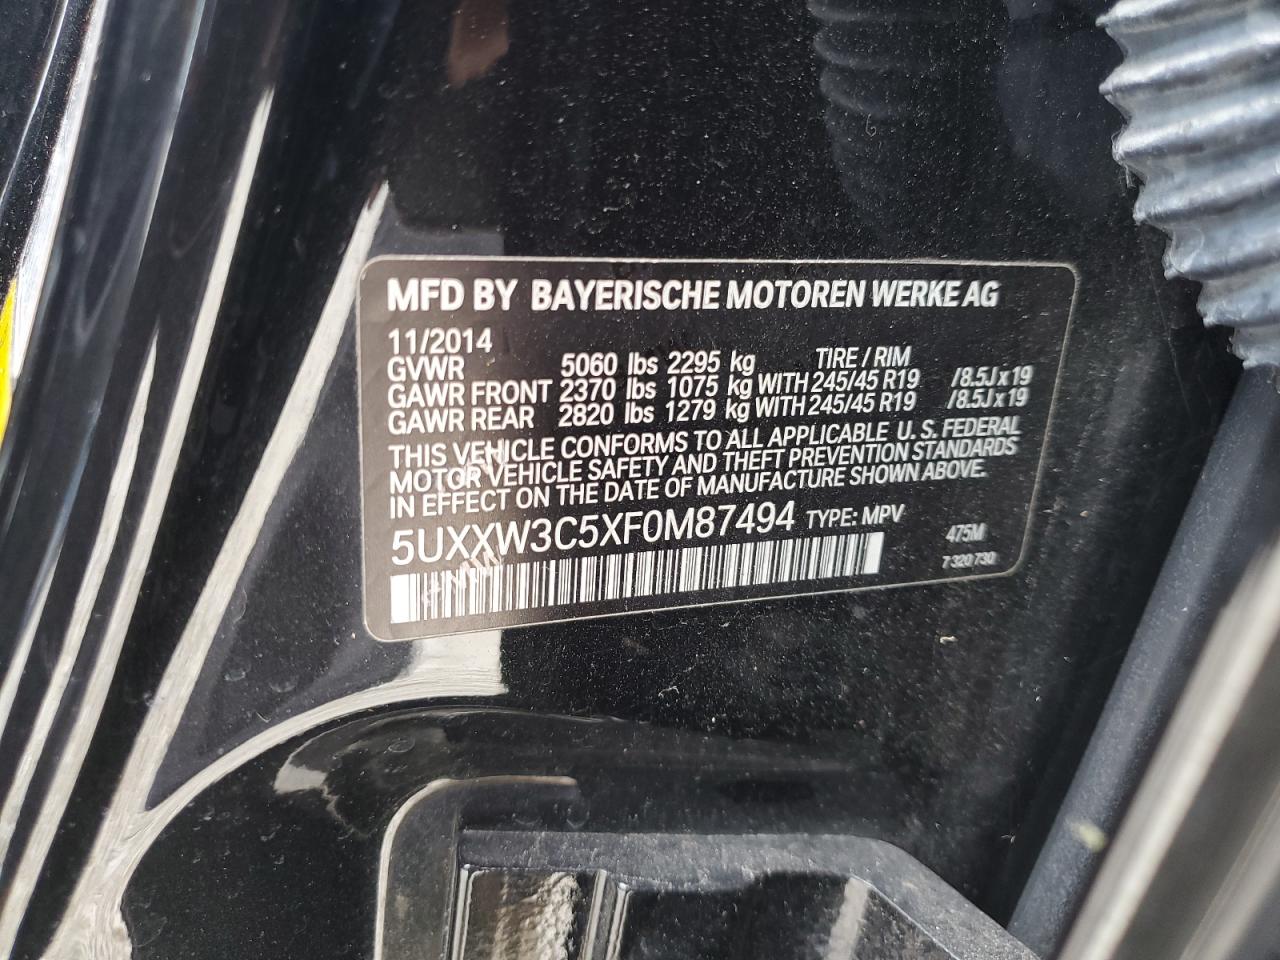 MFD BY BAYERISCHE MOTOREN WERKE AG
11/2014
GVWR 5060 lbs 2295 kg TIRE / RIM
GAWR FRONT 2370 lbs 1075 kg WITH 245/45 R19 /8.5J x 19
GAWR REAR 2820 lbs 1279 kg WITH 245/45 R19 /8.5J x 19
THIS VEHICLE CONFORMS TO ALL APPLICABLE U. S. FEDERAL
MOTOR VEHICLE SAFETY AND THEFT PREVENTION STANDARDS
IN EFFECT ON THE DATE OF MANUFACTURE SHOWN ABOVE.
5UXXW3C5XF0M87494 TYPE: MPV
475M
7 320 730